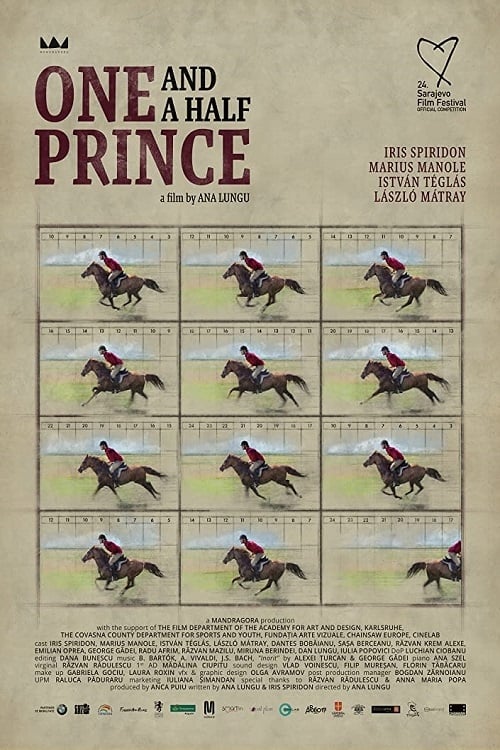 MANDRAGORA
ONE AND
A HALF
PRINCE
a film by ANA LUNGU
24.
Sarajevo
Film Festival
OFFICIAL COMPETITION
IRIS SPIRIDON
MARIUS MANOLE
ISTVÁN TÉGLÁS
LÁSZLÓ MÁTRAY
a MANDRAGORA production
with the support of THE FILM DEPARTMENT OF THE ACADEMY FOR ART AND DESIGN, KARLSRUHE,
THE COVASNA COUNTY DEPARTMENT FOR SPORTS AND YOUTH, FUNDAȚIA ARTE VIZUALE, CHAINSAW EUROPE, CINELAB
cast IRIS SPIRIDON, MARIUS MANOLE, ISTVÁN TÉGLÁS, LÁSZLÓ MÁTRAY, DANTES BOBĂIANU, SAȘA BERCEANU, RĂZVAN KREM ALEXE,
EMILIAN OPREA, GEORGE GĂDEI, RADU AFRIM, RĂZVAN MAZILU, MIRUNA BERINDEI, DAN LUNGU, IULIA POPOVICI DoP LUCHIAN CIOBANU
editing DANA BUNESCU music B. BARTÓK, A. VIVALDI, J.S. BACH, "Inerit" by ALEXEI TURCAN & GEORGE GĂDEI piano ANA SZEL
virginal RĂZVAN RĂDULESCU 1st AD MĂDĂLINA CIUPITU sound design VLAD VOINESCU, FILIP MUREȘAN, FLORIN TĂBĂCARU
make up GABRIELA GOCIU, LAURA ROXIN vfx & graphic design OLGA AVRAMOV post production manager BOGDAN ZĂRNOIANU
UPM RALUCA PĂDURARU marketing IULIANA ȘIMANDAN special thanks to RĂZVAN RĂDULESCU & ANNA MARIA POPA
produced by ANCA PUIU written by ANA LUNGU & IRIS SPIRIDON directed by ANA LUNGU